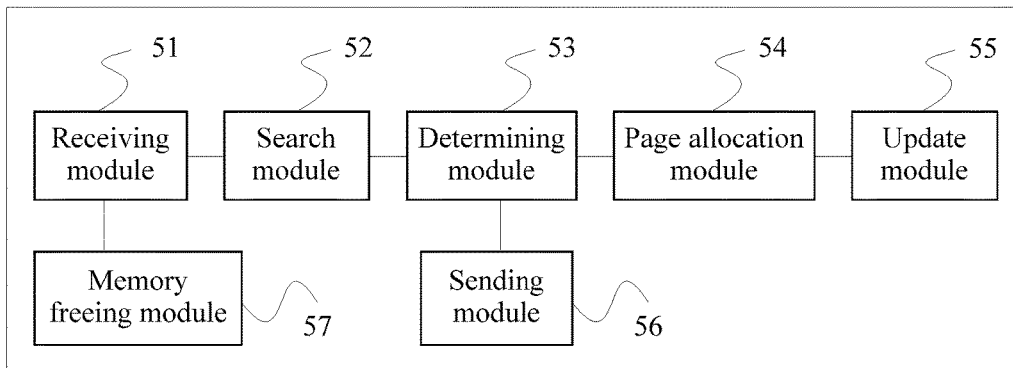 51
52
53
54
55
Receiving
module
Search
module
Determining
module
Page allocation
module
Update
module
Memory
freeing module
57
Sending
module
56